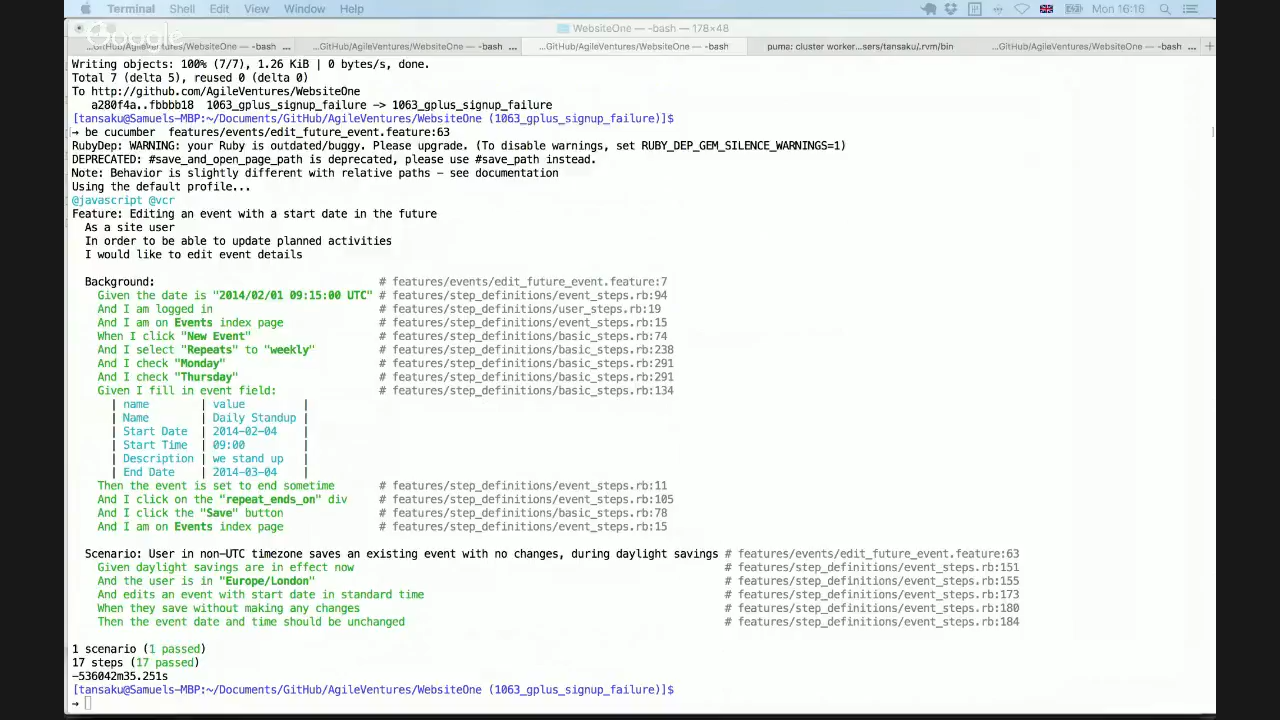 Terminal Shell Edit View Window Help Mon 16:16
WebsiteOne — -bash — 178×48
Google
...GitHub/AgileVentures/WebsiteOne — -bash ... ...GitHub/AgileVentures/WebsiteOne — -bash ... ...GitHub/AgileVentures/WebsiteOne — -bash puma: cluster worker...sers/tansaku/.rvm/bin ...GitHub/AgileVentures/WebsiteOne — -bash ... +
Writing objects: 100% (7/7), 1.26 KiB | 0 bytes/s, done.
Total 7 (delta 5), reused 0 (delta 0)
To http://github.com/AgileVentures/WebsiteOne
a280f4a..fbbbb18 1063_gplus_signup_failure -> 1063_gplus_signup_failure
[tansaku@Samuels-MBP:~/Documents/GitHub/AgileVentures/WebsiteOne (1063_gplus_signup_failure)]$
→ be cucumber features/events/edit_future_event.feature:63
RubyDep: WARNING: your Ruby is outdated/buggy. Please upgrade. (To disable warnings, set RUBY_DEP_GEM_SILENCE_WARNINGS=1)
DEPRECATED: #save_and_open_page_path is deprecated, please use #save_path instead.
Note: Behavior is slightly different with relative paths – see documentation
Using the default profile...
@javascript @vcr
Feature: Editing an event with a start date in the future
As a site user
In order to be able to update planned activities
I would like to edit event details
Background: # features/events/edit_future_event.feature:7
Given the date is "2014/02/01 09:15:00 UTC" # features/step_definitions/event_steps.rb:94
And I am logged in # features/step_definitions/user_steps.rb:19
And I am on Events index page # features/step_definitions/event_steps.rb:15
When I click "New Event" # features/step_definitions/basic_steps.rb:74
And I select "Repeats" to "weekly" # features/step_definitions/basic_steps.rb:238
And I check "Monday" # features/step_definitions/basic_steps.rb:291
And I check "Thursday" # features/step_definitions/basic_steps.rb:291
Given I fill in event field: # features/step_definitions/basic_steps.rb:134
| name | value |
| Name | Daily Standup |
| Start Date | 2014-02-04 |
| Start Time | 09:00 |
| Description | we stand up |
| End Date | 2014-03-04 |
Then the event is set to end sometime # features/step_definitions/event_steps.rb:11
And I click on the "repeat_ends_on" div # features/step_definitions/event_steps.rb:105
And I click the "Save" button # features/step_definitions/basic_steps.rb:78
And I am on Events index page # features/step_definitions/event_steps.rb:15
Scenario: User in non-UTC timezone saves an existing event with no changes, during daylight savings # features/events/edit_future_event.feature:63
Given daylight savings are in effect now # features/step_definitions/event_steps.rb:151
And the user is in "Europe/London" # features/step_definitions/event_steps.rb:155
And edits an event with start date in standard time # features/step_definitions/event_steps.rb:173
When they save without making any changes # features/step_definitions/event_steps.rb:180
Then the event date and time should be unchanged # features/step_definitions/event_steps.rb:184
1 scenario (1 passed)
17 steps (17 passed)
-536042m35.251s
[tansaku@Samuels-MBP:~/Documents/GitHub/AgileVentures/WebsiteOne (1063_gplus_signup_failure)]$
→